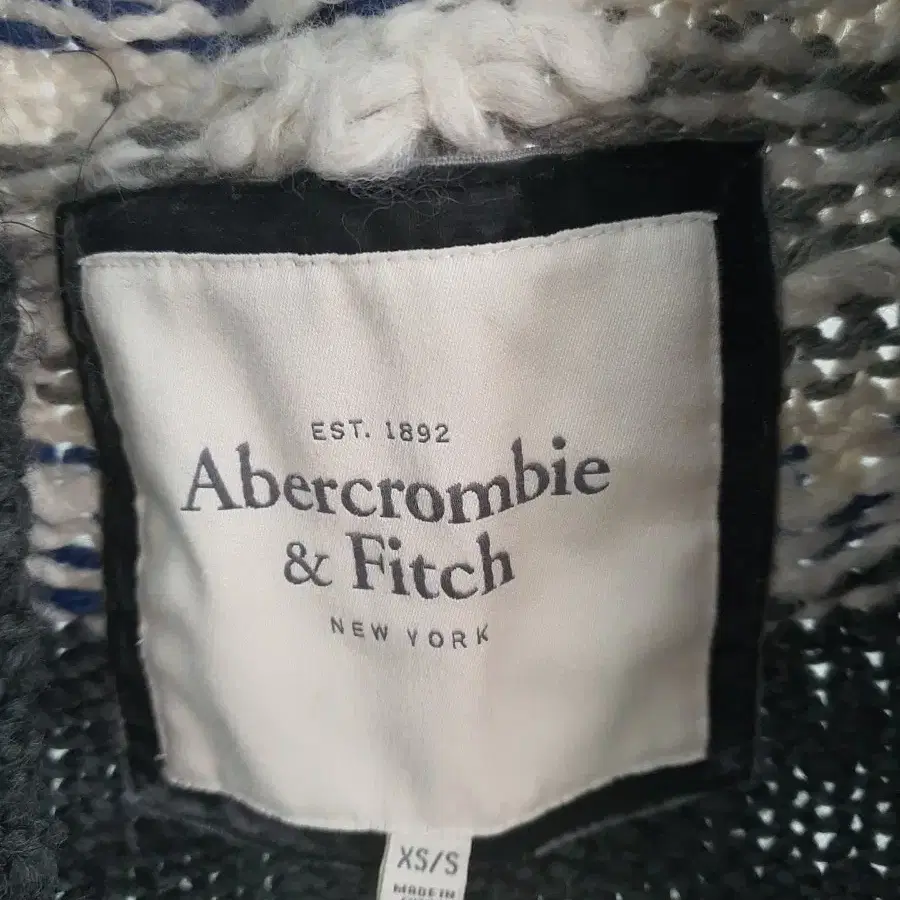 EST. 1892
Abercrombie
& Fitch
NEW YORK
XS/S
MADE IN